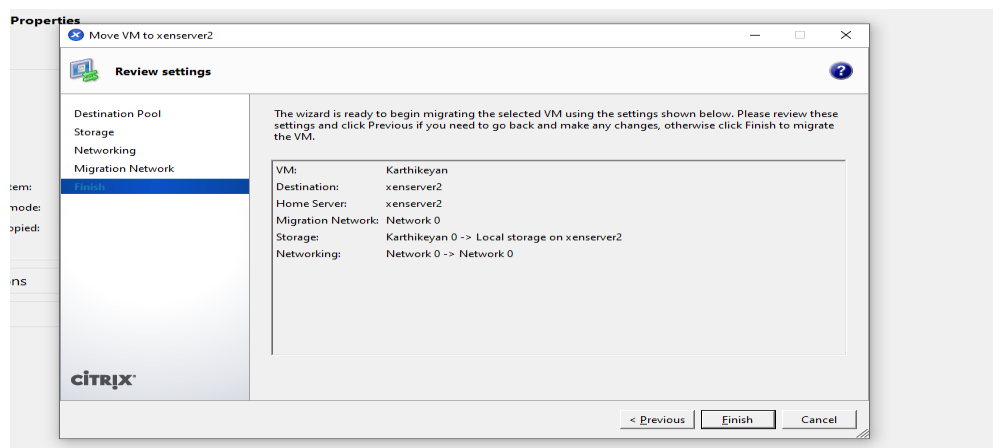 Properties
Move VM to xenserver2
Review settings
?
Destination Pool
Storage
Networking
Migration Network
Finish
The wizard is ready to begin migrating the selected VM using the settings shown below. Please review these
settings and click Previous if you need to go back and make any changes, otherwise click Finish to migrate
the VM.
VM: Karthikeyan
Destination: xenserver2
Home Server: xenserver2
Migration Network: Network 0
Storage: Karthikeyan 0 -> Local storage on xenserver2
Networking: Network 0 -> Network 0
tem:
mode:
opied:
ons
CİTRIX
< Previous
Finish
Cancel